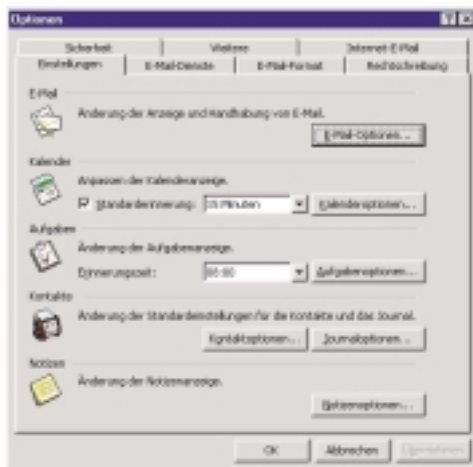 Optionen
Sicherheit Weitere Internet-E-Mail
Einstellungen E-Mail-Dienste E-Mail-Format Rechtschreibung
E-Mail
Änderung der Anzeige und Handhabung von E-Mail.
E-Mail-Optionen...
Kalender
Anpassen der Kalenderanzeige.
Standarderinnerung: 15 Minuten Kalenderoptionen...
Aufgaben
Änderung der Aufgabenanzeige.
Erinnerungszeit: 08:00 Aufgabenoptionen...
Kontakte
Änderung der Standardeinstellungen für die Kontakte und das Journal.
Kontaktoptionen... Journaloptionen...
Notizen
Änderung der Notizenanzeige.
Notizenoptionen...
OK Abbrechen Übernehmen